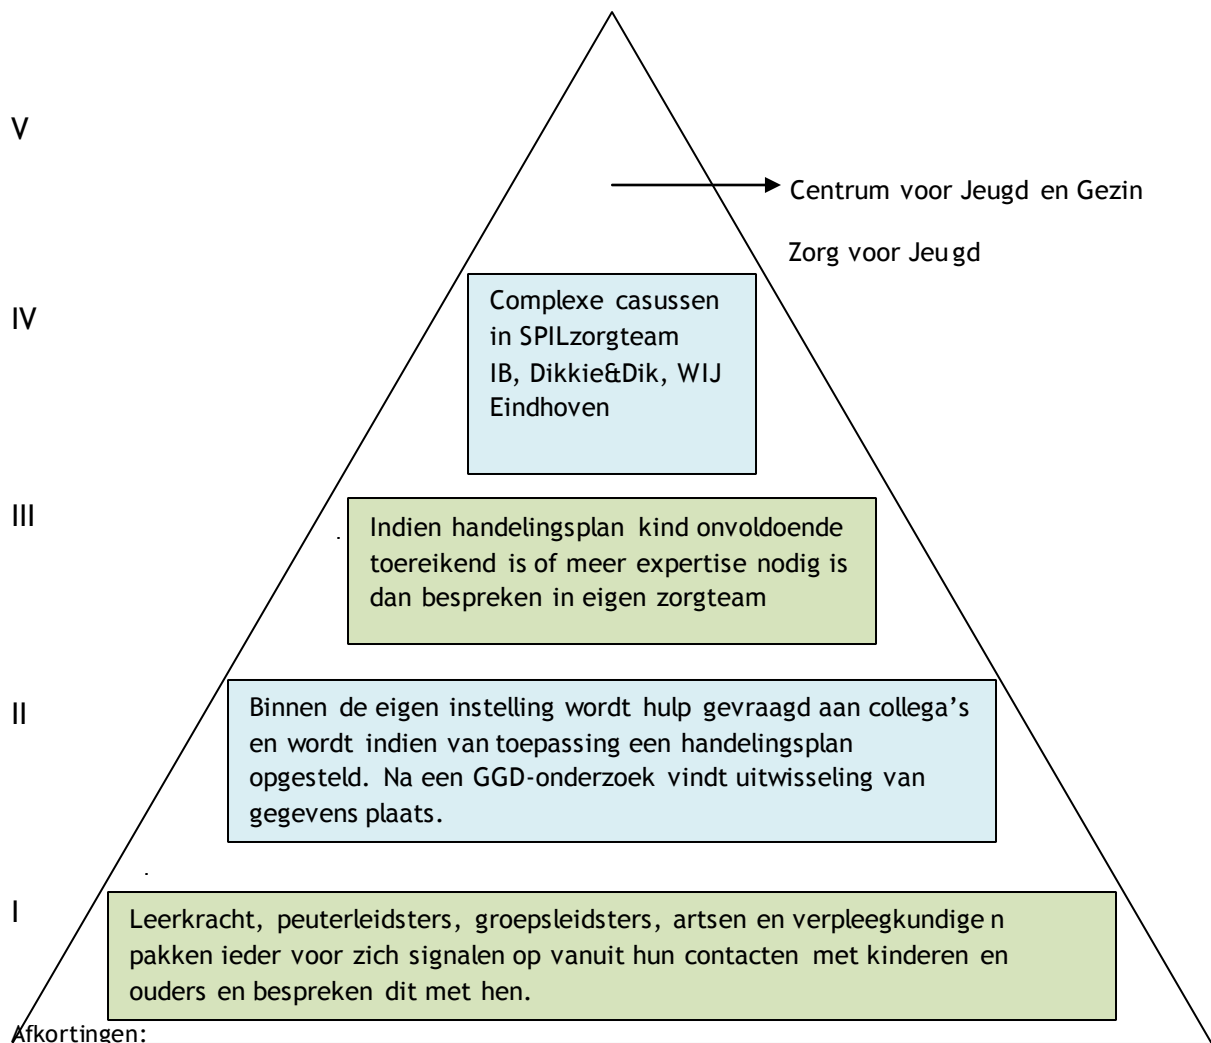 V
Centrum voor Jeugd en Gezin
Zorg voor Jeugd
IV
Complexe casussen
in SPILzorgteam
IB, Dikkie&Dik, WIJ
Eindhoven
III
Indien handelingsplan kind onvoldoende
toereikend is of meer expertise nodig is
dan bespreken in eigen zorgteam
II
Binnen de eigen instelling wordt hulp gevraagd aan collega’s
en wordt indien van toepassing een handelingsplan
opgesteld. Na een GGD-onderzoek vindt uitwisseling van
gegevens plaats.
I
Leerkracht, peuterleidsters, groepsleidsters, artsen en verpleegkundigen
pakken ieder voor zich signalen op vanuit hun contacten met kinderen en
ouders en bespreken dit met hen.
Afkortingen: